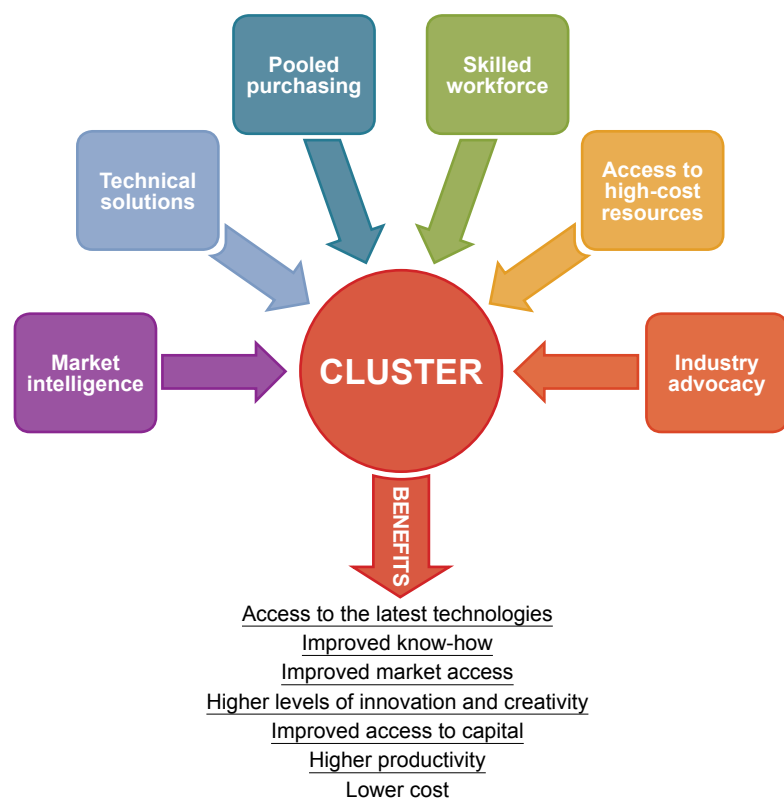 Pooled
purchasing
Skilled
workforce
Technical
solutions
Access to
high-cost
resources
Market
intelligence
CLUSTER
Industry
advocacy
BENEFITS
Access to the latest technologies
Improved know-how
Improved market access
Higher levels of innovation and creativity
Improved access to capital
Higher productivity
Lower cost